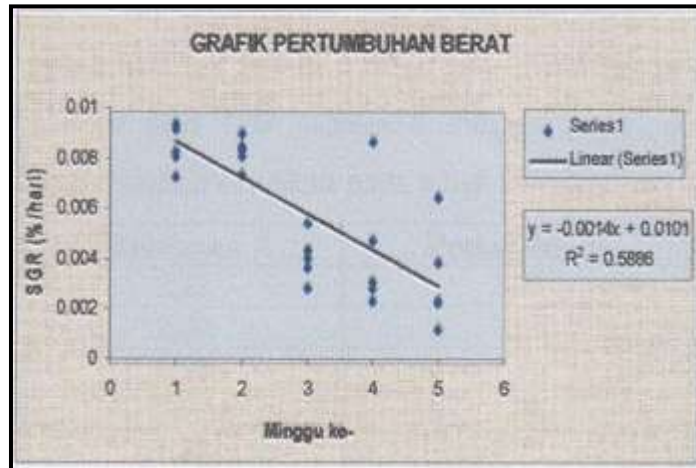 GRAFIK PERTUMBUHAN BERAT
0.01
0.008
0.006
0.004
0.002
0
SGR (%/hari)
0 1 2 3 4 5 6
Minggu ke-
Series1
Linear (Series1)
y = -0.0014x + 0.0101
R² = 0.5886